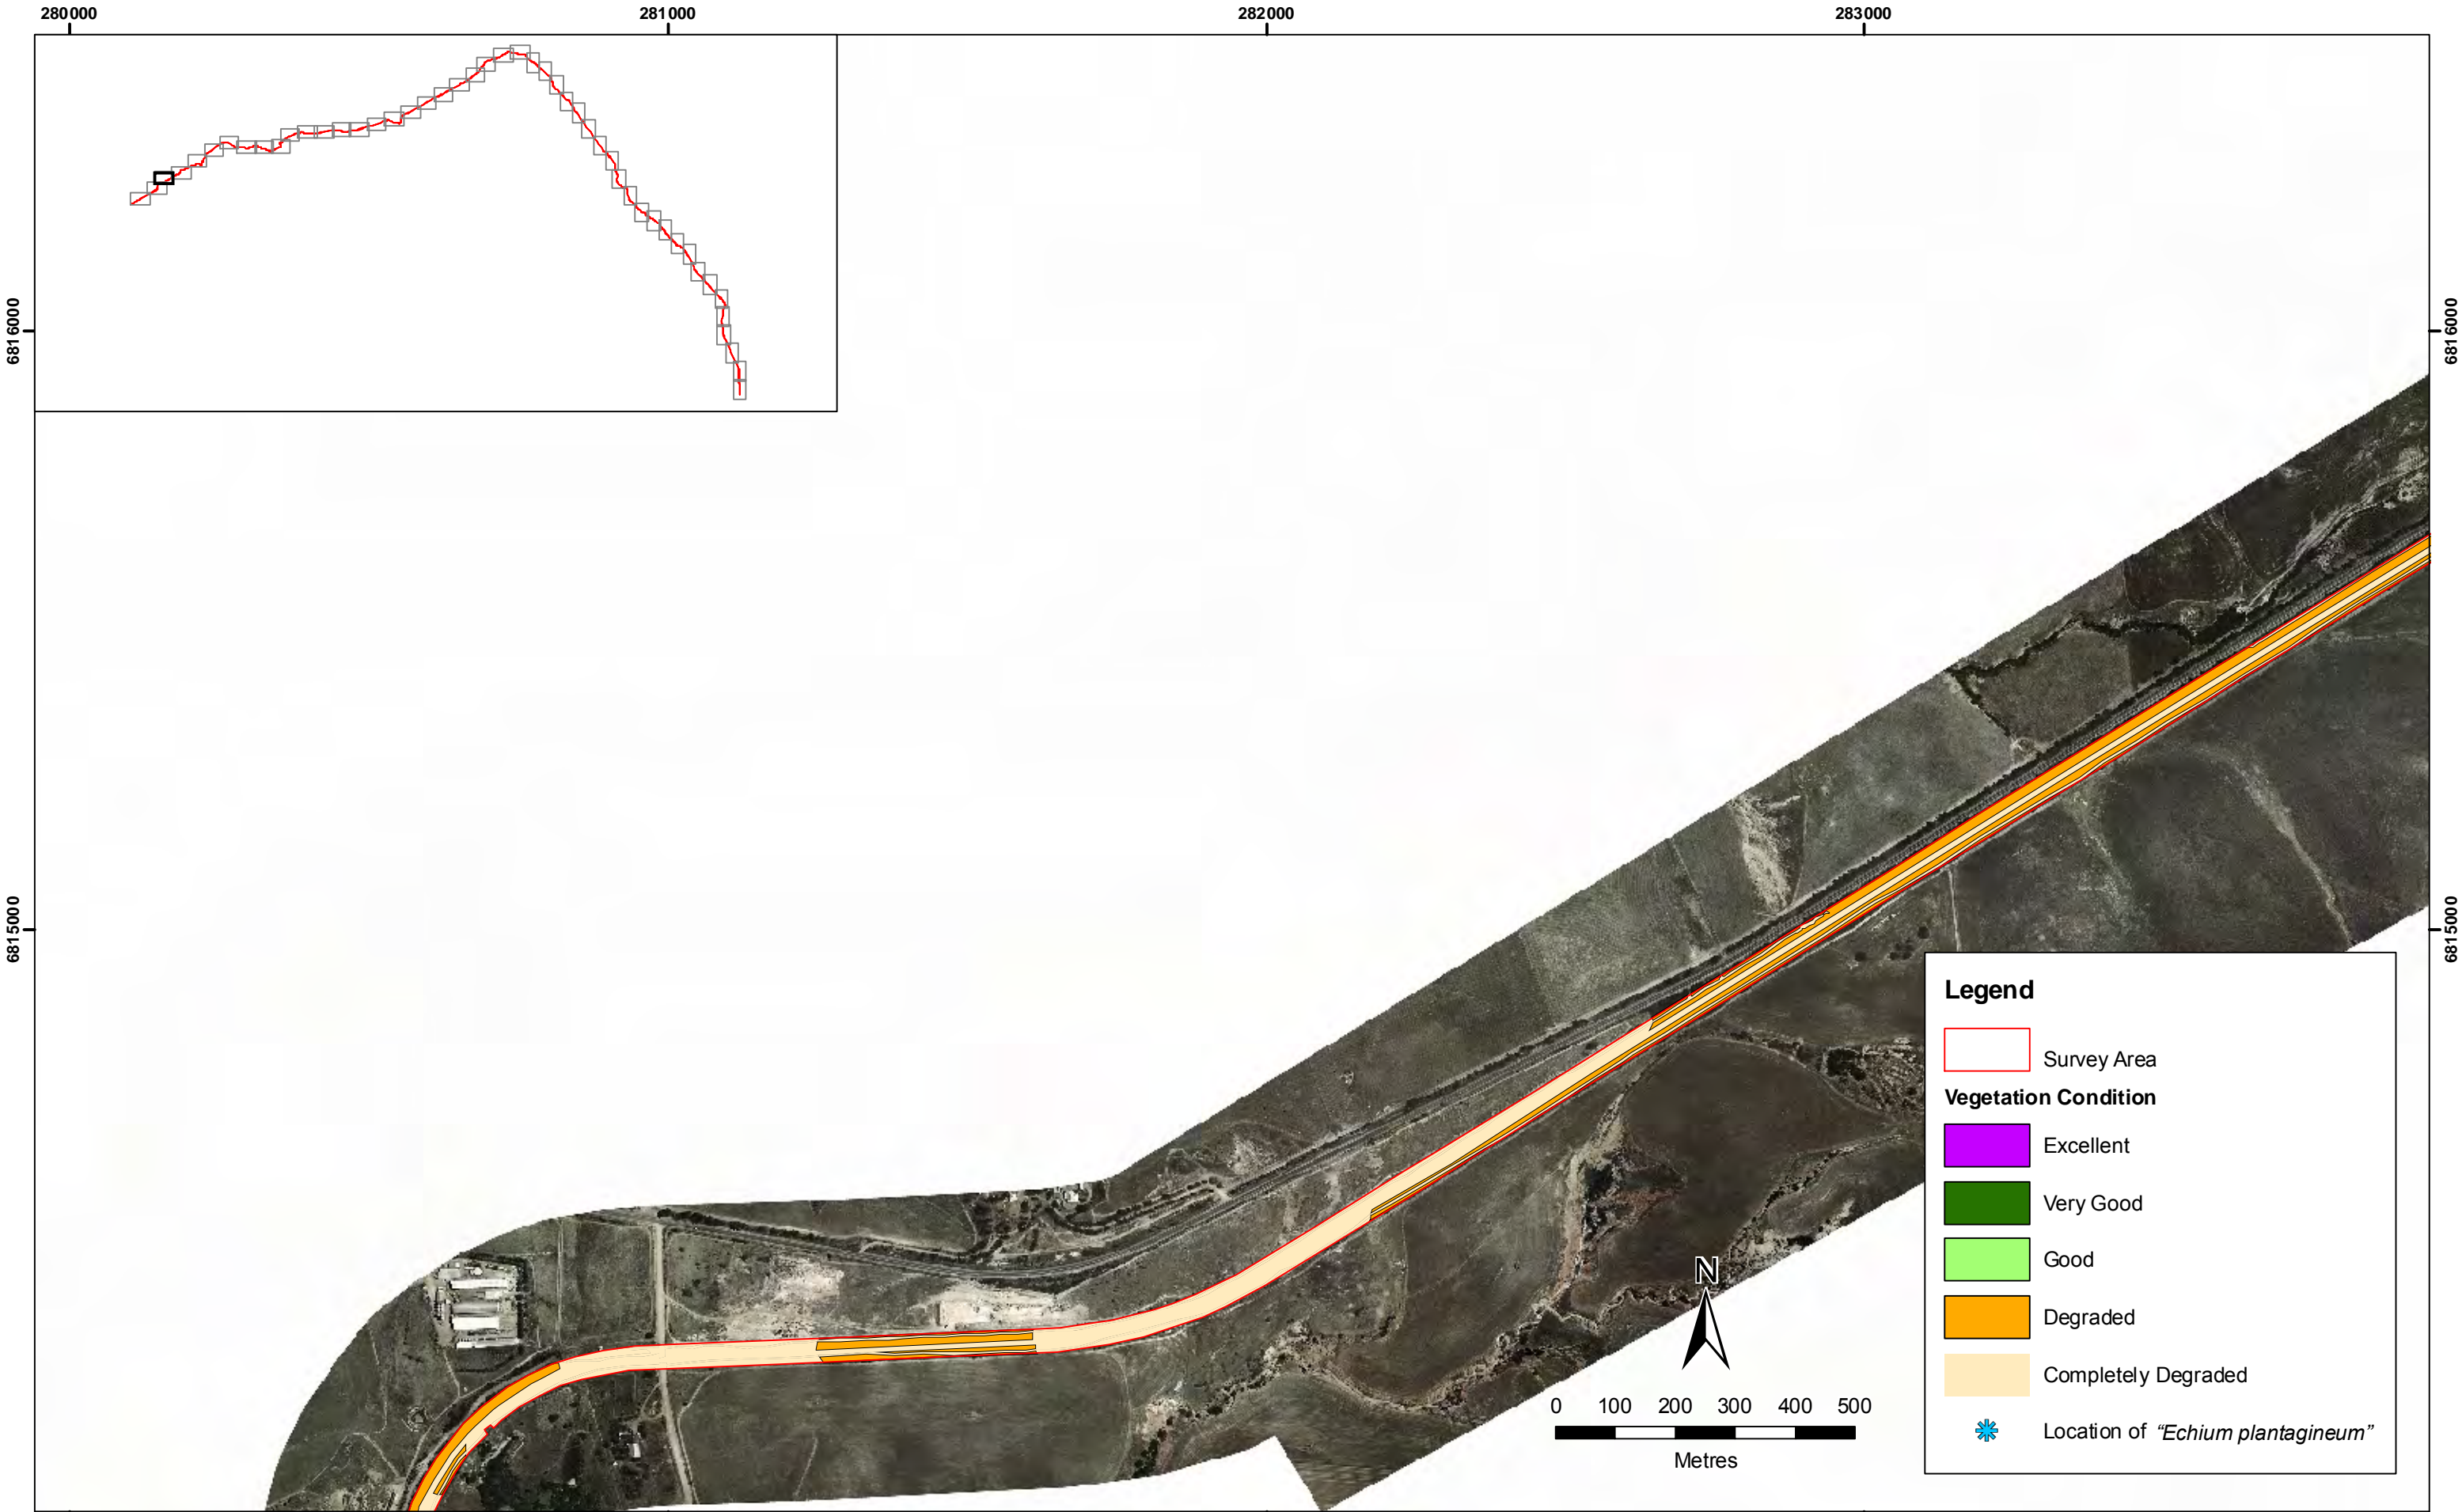 280000 281000 282000 283000
6816000 6816000
6815000 6815000
Legend
Survey Area
Vegetation Condition
Excellent
Very Good
Good
Degraded
Completely Degraded
Location of “Echium plantagineum”
N
0 100 200 300 400 500
Metres